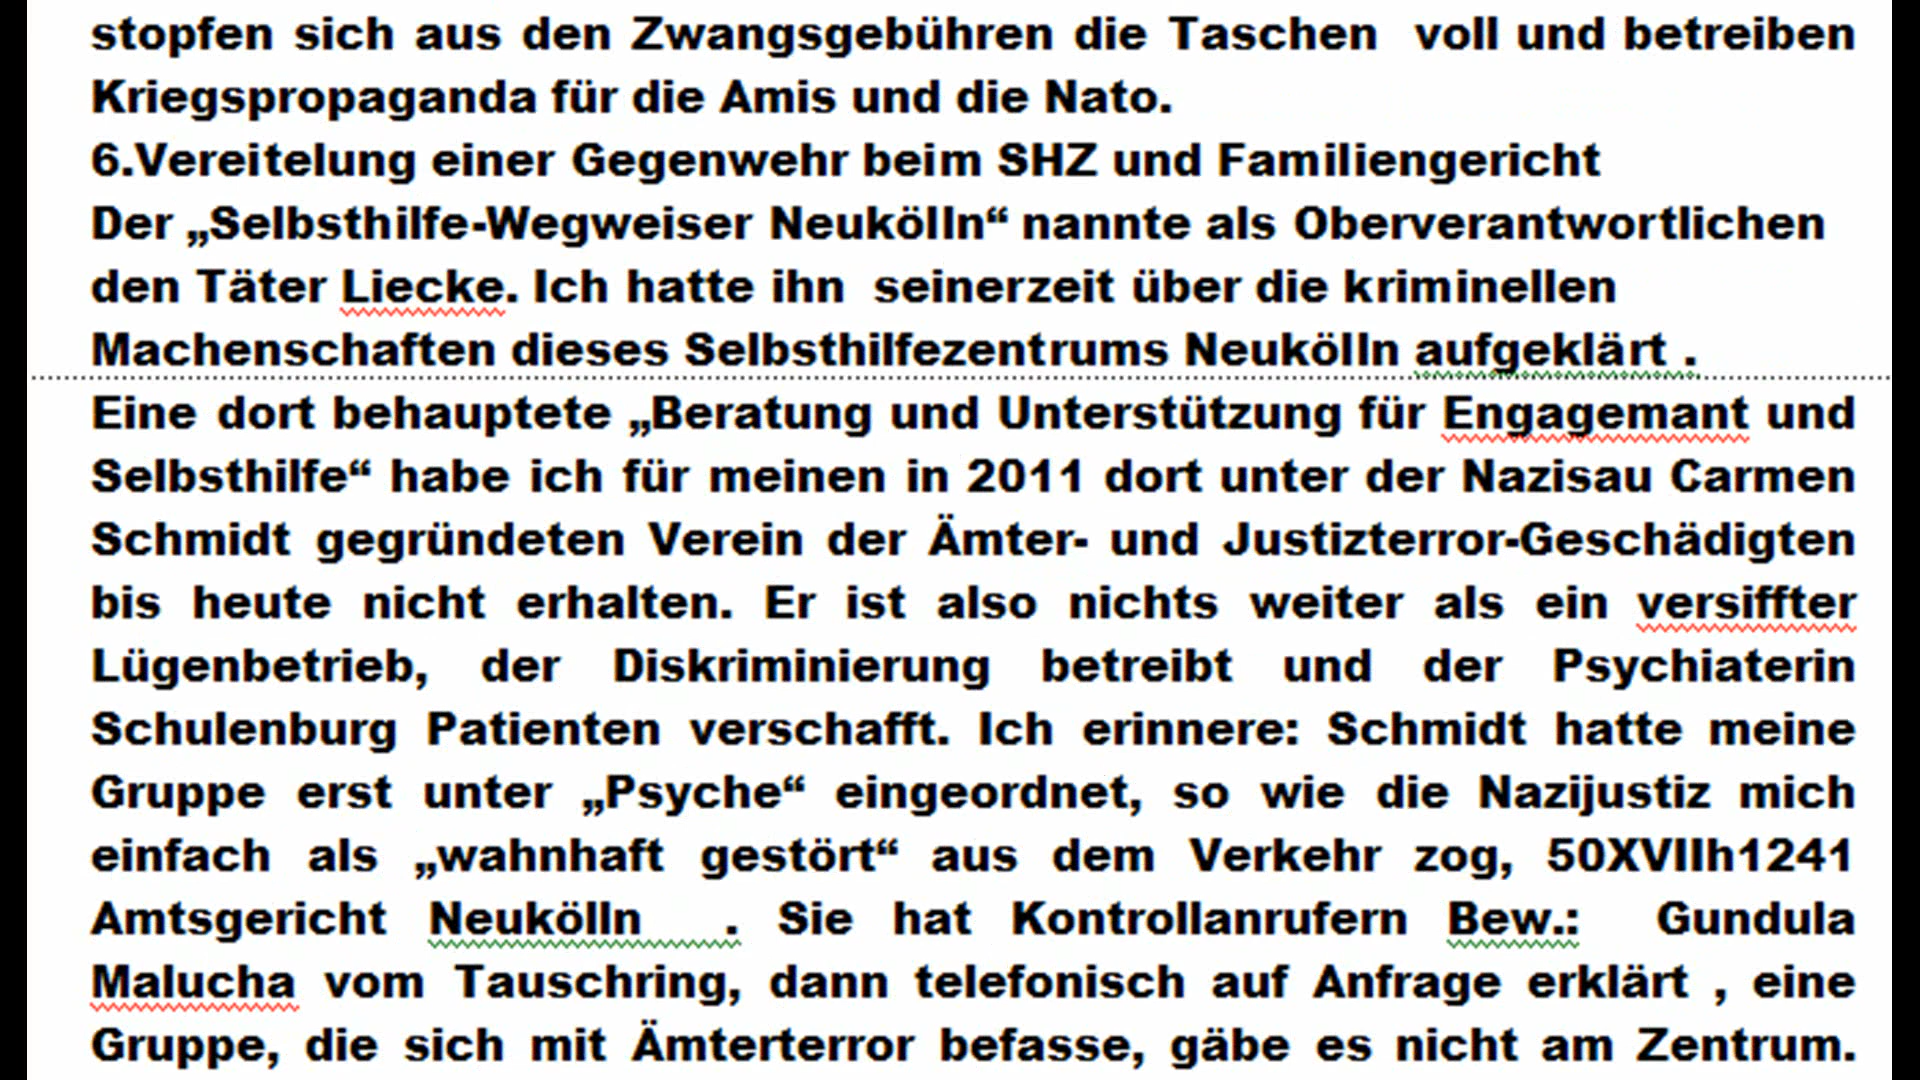 stopfen sich aus den Zwangsgebühren die Taschen  voll und betreiben
Kriegspropaganda für die Amis und die Nato.
6.Vereitelung einer Gegenwehr beim SHZ und Familiengericht
Der „Selbsthilfe-Wegweiser Neukölln“ nannte als Oberverantwortlichen
den Täter Liecke. Ich hatte ihn  seinerzeit über die kriminellen
Machenschaften dieses Selbsthilfezentrums Neukölln aufgeklärt .
Eine dort behauptete „Beratung und Unterstützung für Engagemant und
Selbsthilfe“ habe ich für meinen in 2011 dort unter der Nazisau Carmen
Schmidt gegründeten Verein der Ämter- und Justizterror-Geschädigten
bis heute nicht erhalten. Er ist also nichts weiter als ein versiffter
Lügenbetrieb, der Diskriminierung betreibt und der Psychiaterin
Schulenburg Patienten verschafft. Ich erinnere: Schmidt hatte meine
Gruppe erst unter „Psyche“ eingeordnet, so wie die Nazijustiz mich
einfach als „wahnhaft gestört“ aus dem Verkehr zog, 50XVIIh1241
Amtsgericht Neukölln   . Sie hat Kontrollanrufern Bew.:  Gundula
Malucha vom Tauschring, dann telefonisch auf Anfrage erklärt , eine
Gruppe, die sich mit Ämterterror befasse, gäbe es nicht am Zentrum.